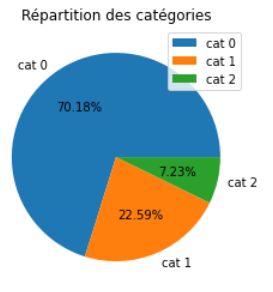 Répartition des catégories
cat 0
cat 1
cat 2
cat 0
70.18%
7.23%
cat 2
22.59%
cat 1